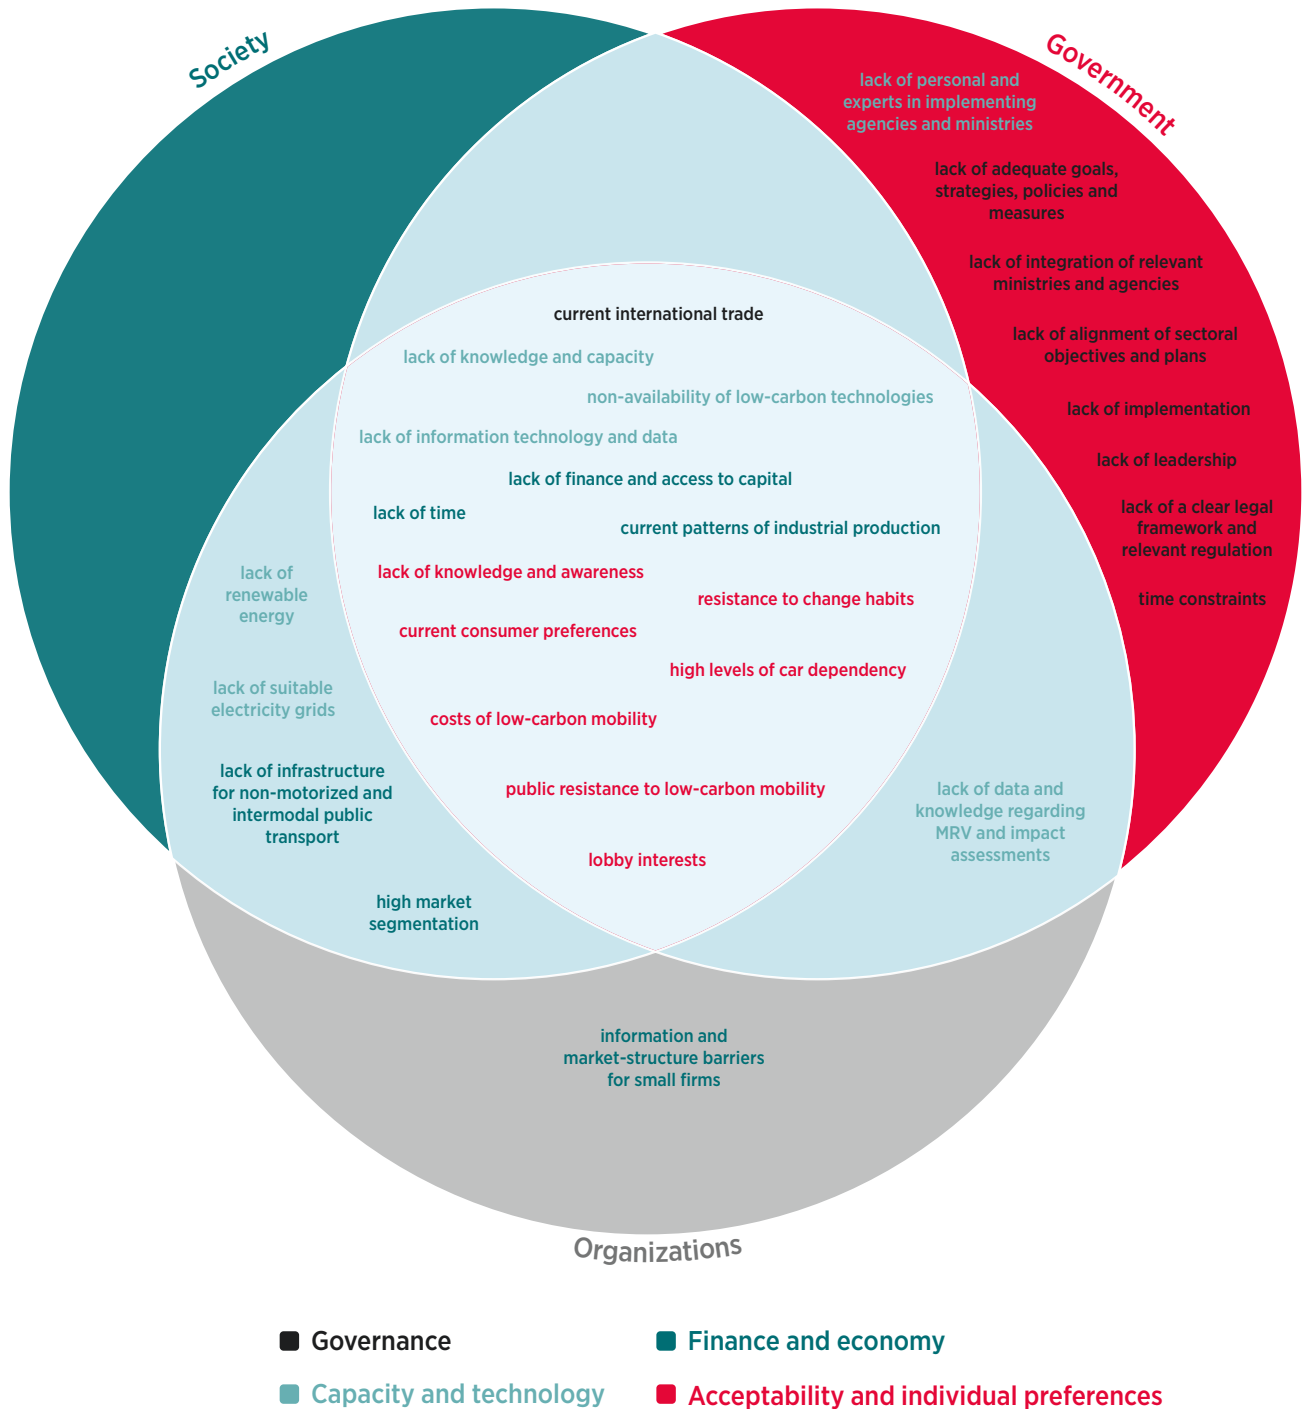 Society
Government
lack of personal and
experts in implementing
agencies and ministries
lack of adequate goals,
strategies, policies and
measures
lack of integration of relevant
ministries and agencies
lack of alignment of sectoral
objectives and plans
lack of implementation
lack of leadership
lack of a clear legal
framework and
relevant regulation
time constraints
current international trade
lack of knowledge and capacity
non-availability of low-carbon technologies
lack of information technology and data
lack of finance and access to capital
lack of time
current patterns of industrial production
lack of knowledge and awareness
resistance to change habits
current consumer preferences
high levels of car dependency
costs of low-carbon mobility
public resistance to low-carbon mobility
lobby interests
lack of
renewable
energy
lack of suitable
electricity grids
lack of infrastructure
for non-motorized and
intermodal public
transport
high market
segmentation
lack of data and
knowledge regarding
MRV and impact
assessments
information and
market-structure barriers
for small firms
Organizations
Governance
Finance and economy
Capacity and technology
Acceptability and individual preferences